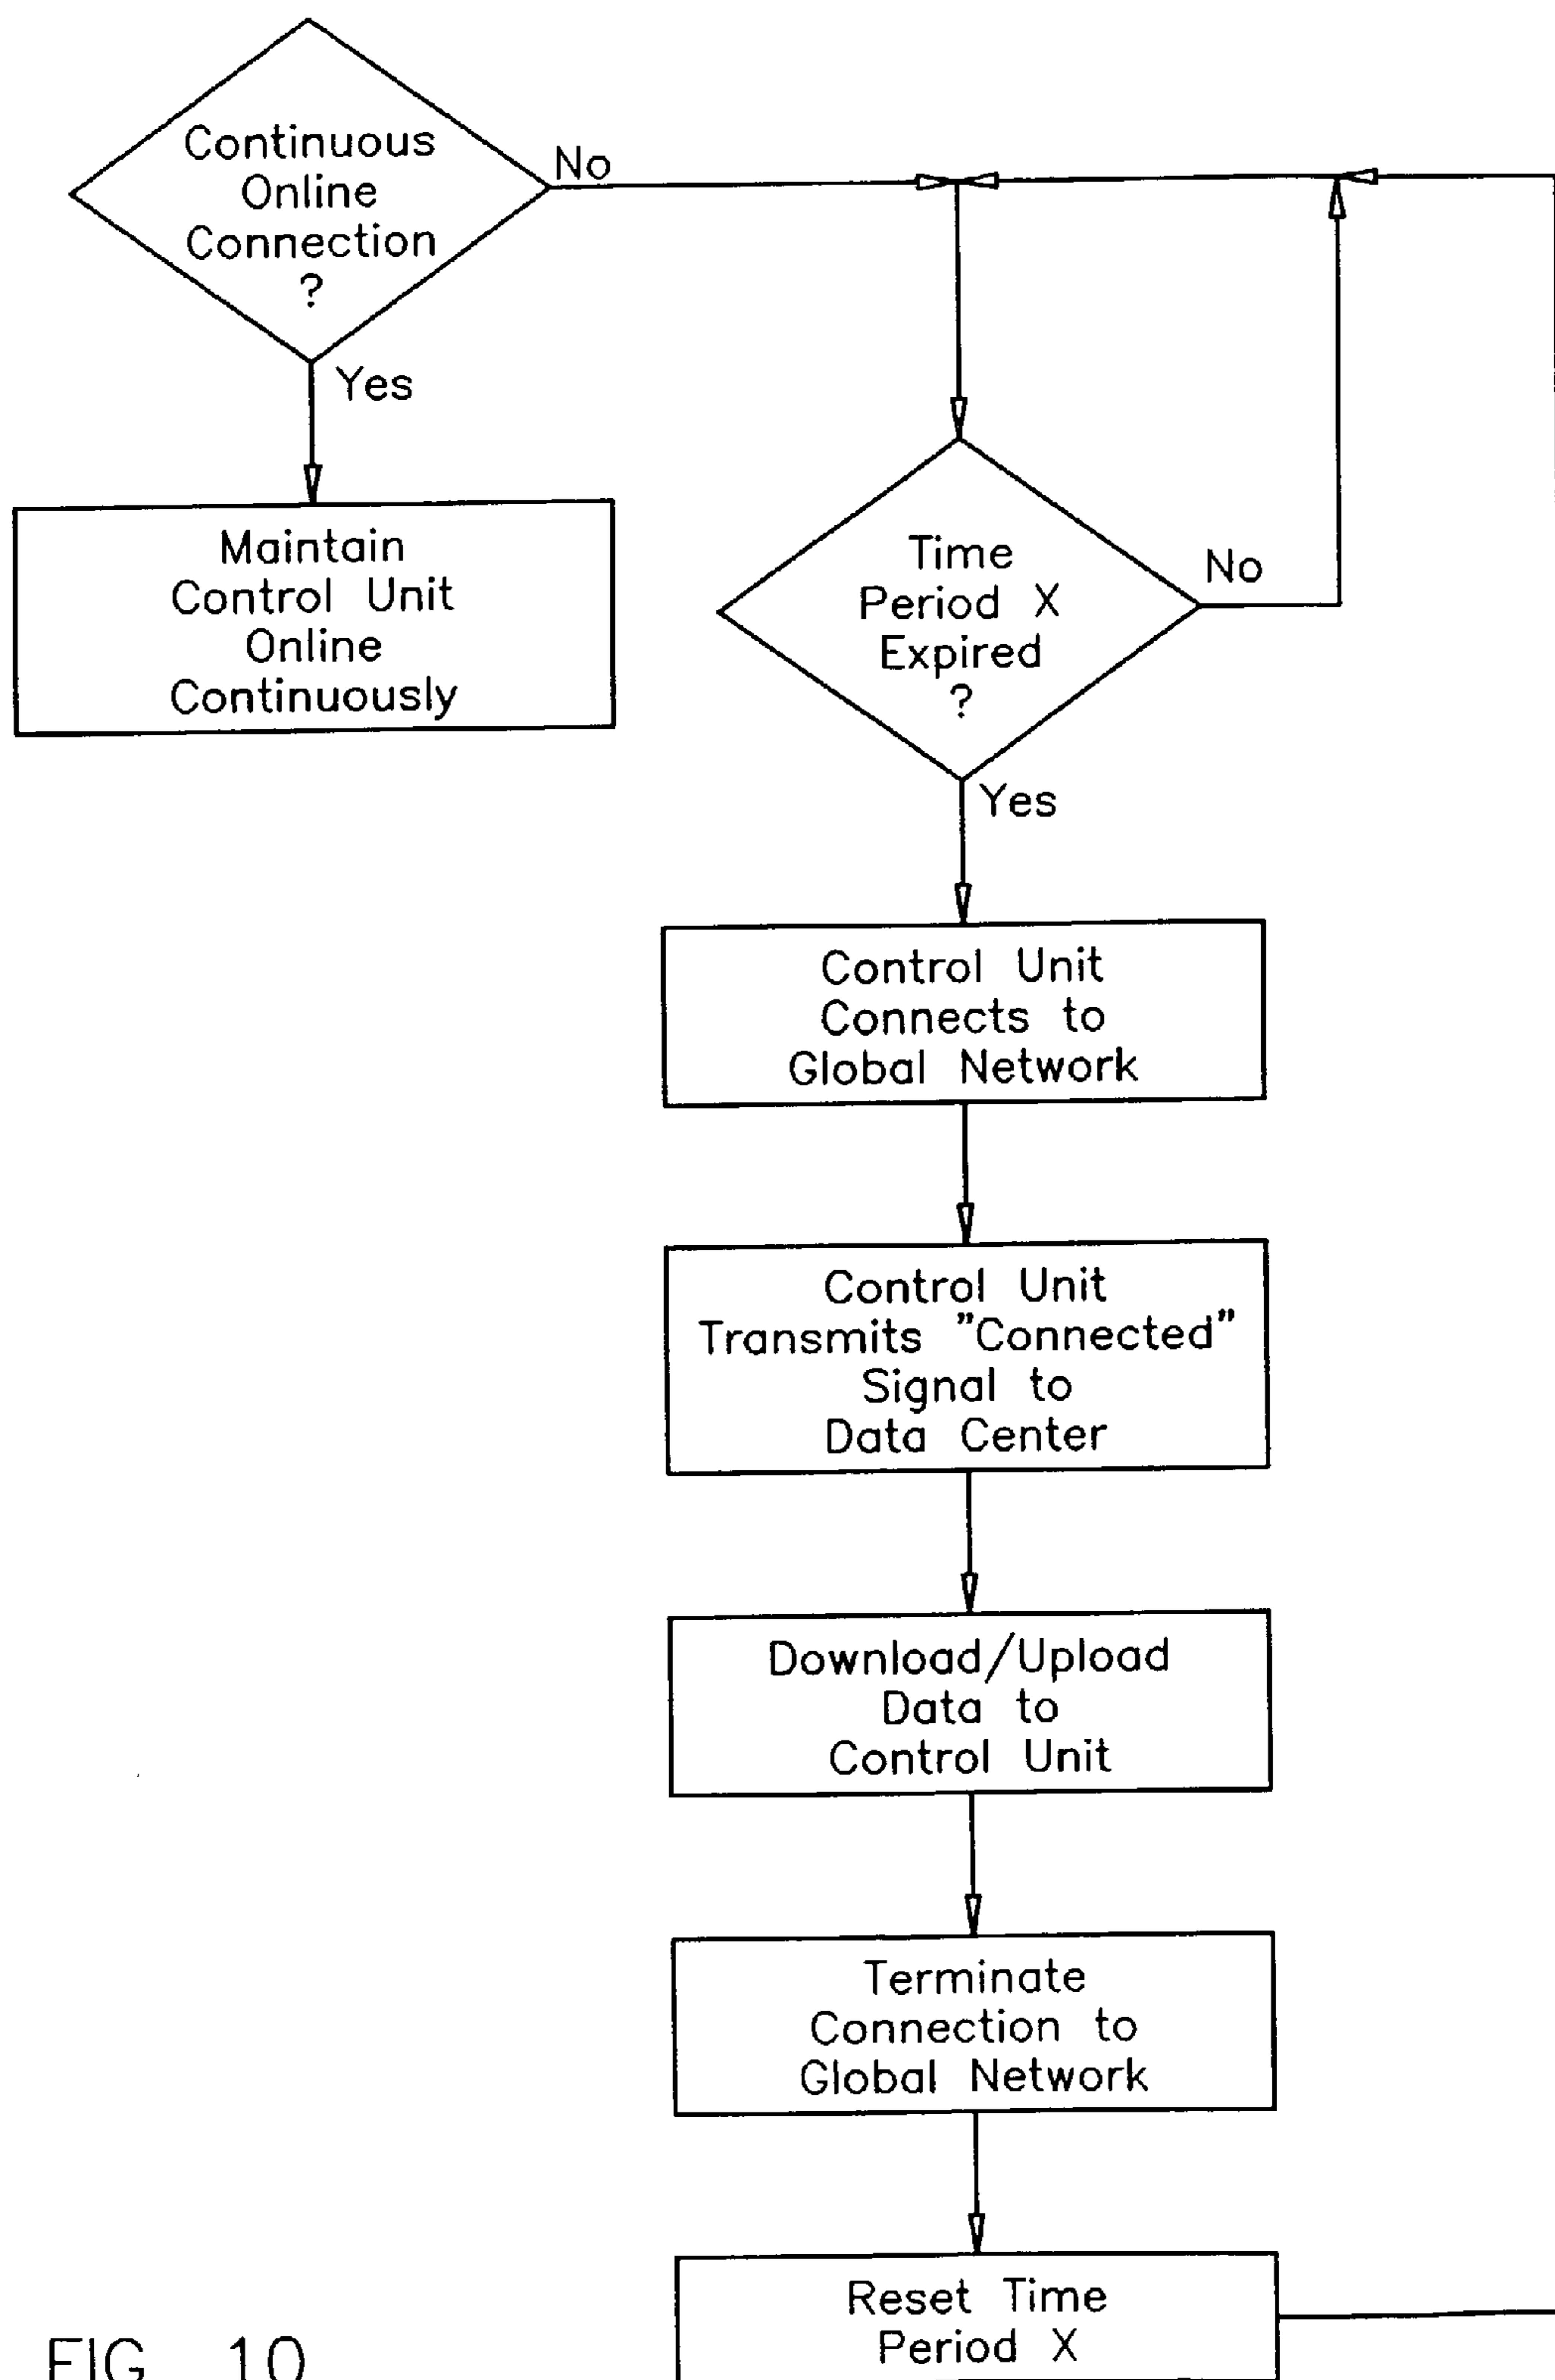 Continuous
Online
Connection
?
No
Yes
Maintain
Control Unit
Online
Continuously
Time
Period X
Expired
?
No
Yes
Control Unit
Connects to
Global Network
Control Unit
Transmits "Connected"
Signal to
Data Center
Download/Upload
Data to
Control Unit
Terminate
Connection to
Global Network
Reset Time
Period X
FIG 10